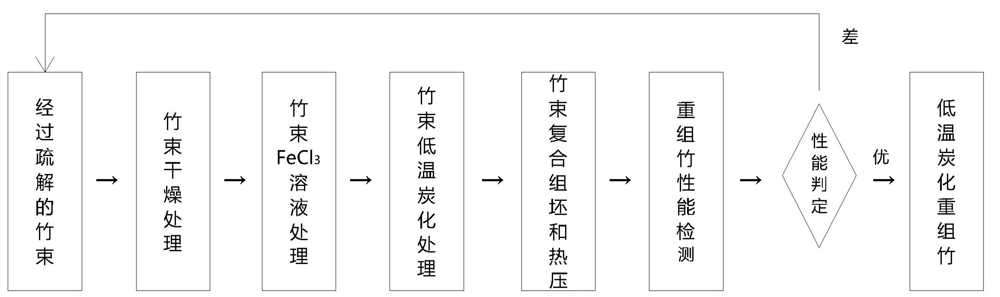 经过疏解的竹束
竹束干燥处理
竹束FeCl₃溶液处理
竹束低温炭化处理
竹束复合组坯和热压
重组竹性能检测
性能判定
差
优
低温炭化重组竹